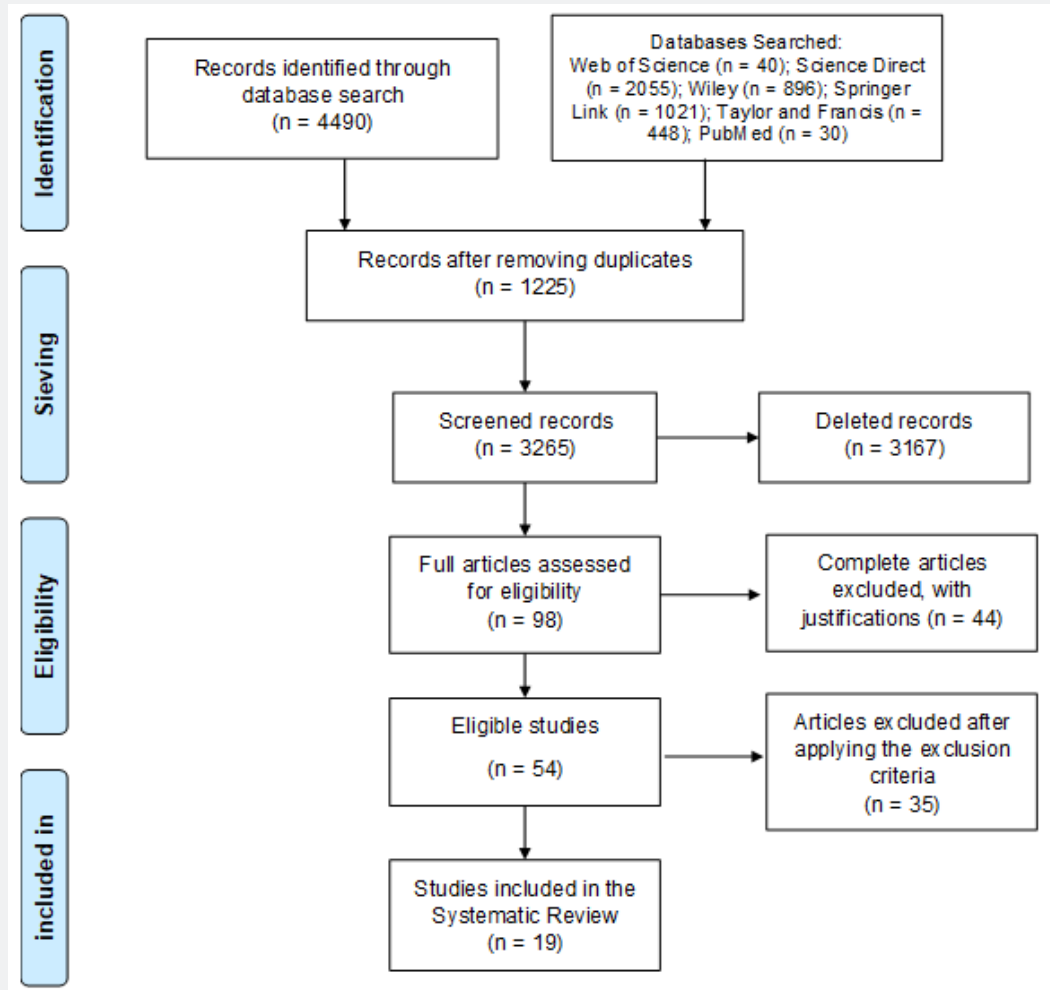 Identification
Records identified through
database search
(n = 4490)
Databases Searched:
Web of Science (n = 40); Science Direct
(n = 2055); Wiley (n = 896); Springer
Link (n = 1021); Taylor and Francis (n =
448); PubMed (n = 30)
Records after removing duplicates
(n = 1225)
Sieving
Screened records
(n = 3265)
Deleted records
(n = 3167)
Eligibility
Full articles assessed
for eligibility
(n = 98)
Complete articles
excluded, with
justifications (n = 44)
Eligible studies
(n = 54)
Articles excluded after
applying the exclusion
criteria
(n = 35)
included in
Studies included in the
Systematic Review
(n = 19)